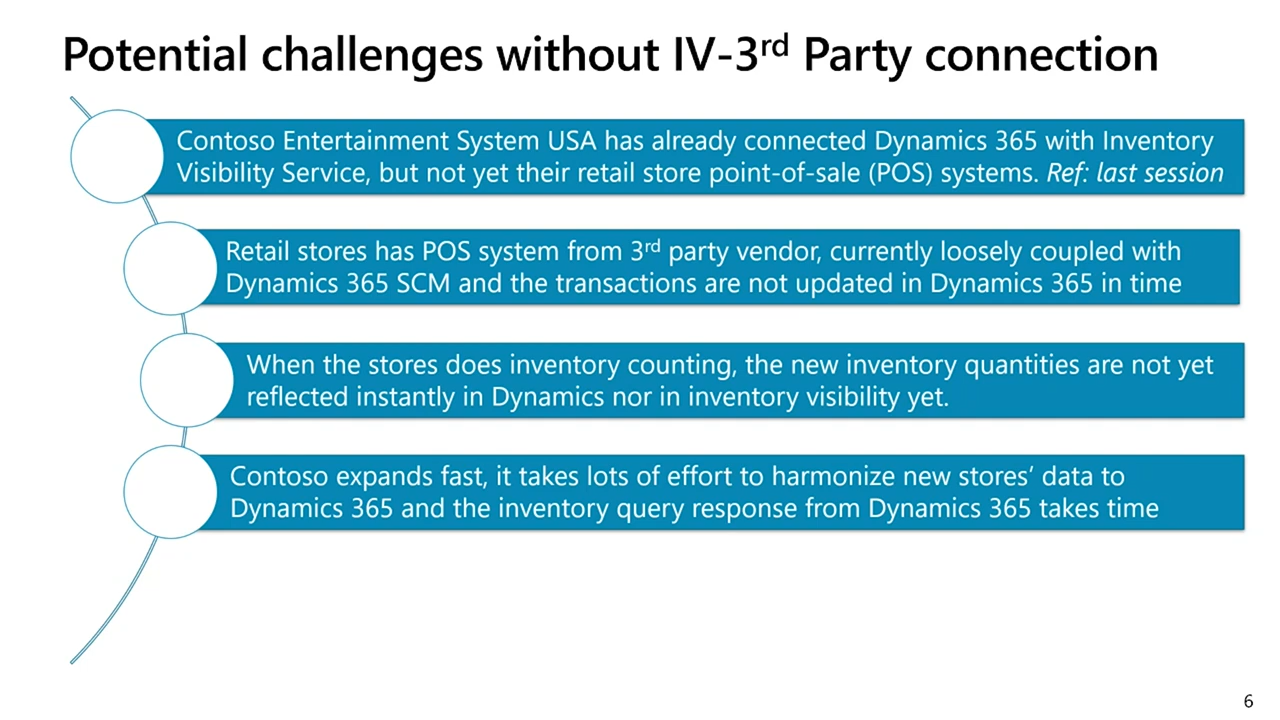 Potential challenges without IV-3rd Party connection
Contoso Entertainment System USA has already connected Dynamics 365 with Inventory
Visibility Service, but not yet their retail store point-of-sale (POS) systems. Ref: last session
Retail stores has POS system from 3rd party vendor, currently loosely coupled with
Dynamics 365 SCM and the transactions are not updated in Dynamics 365 in time
When the stores does inventory counting, the new inventory quantities are not yet
reflected instantly in Dynamics nor in inventory visibility yet.
Contoso expands fast, it takes lots of effort to harmonize new stores’ data to
Dynamics 365 and the inventory query response from Dynamics 365 takes time
6